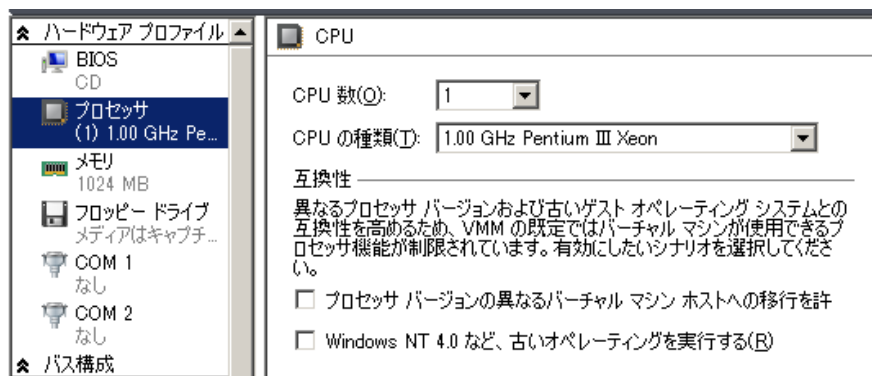 ハードウェア プロファイル
BIOS
CD
プロセッサ
(1) 1.00 GHz Pe...
メモリ
1024 MB
フロッピー ドライブ
メディアはキャプチ...
COM 1
なし
COM 2
なし
バス構成
CPU
CPU 数(O): 1
CPU の種類(T): 1.00 GHz Pentium III Xeon
互換性
異なるプロセッサ バージョンおよび古いゲスト オペレーティング システムとの
互換性を高めるため、VMM の既定ではバーチャル マシンが使用できるプ
ロセッサ機能が制限されています。有効にしたいシナリオを選択してくださ
い。
プロセッサ バージョンの異なるバーチャル マシン ホストへの移行を許
Windows NT 4.0 など、古いオペレーティングを実行する(R)